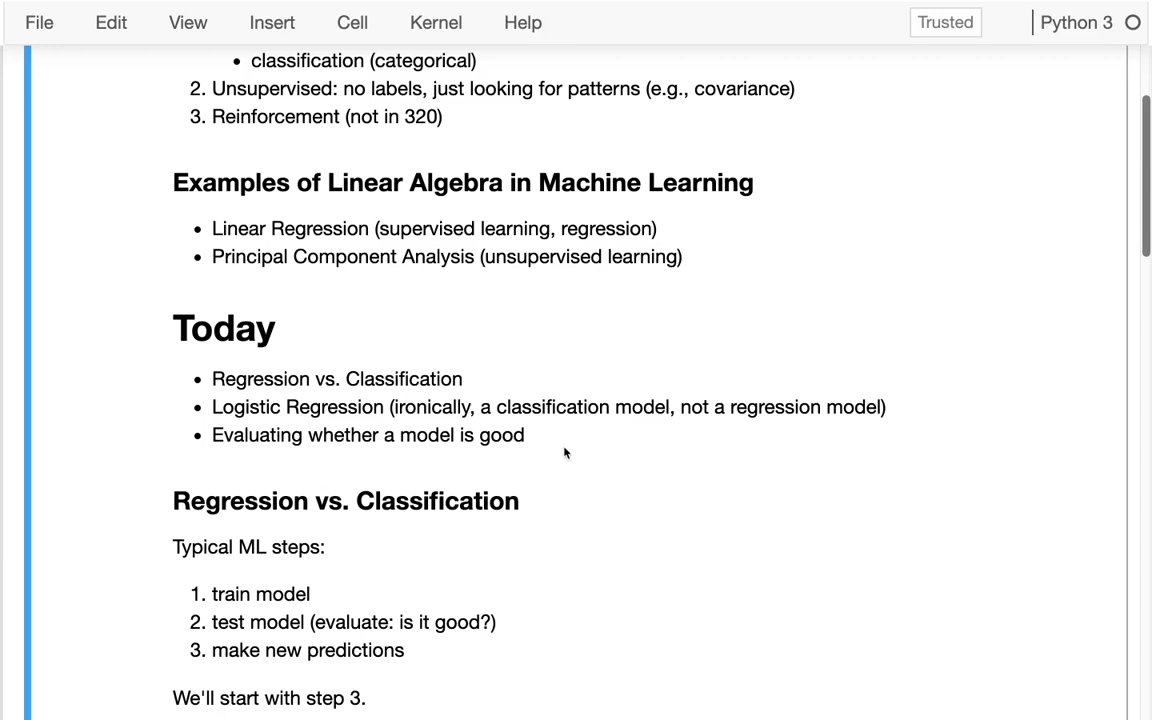 File Edit View Insert Cell Kernel Help Trusted Python 3
• classification (categorical)
2. Unsupervised: no labels, just looking for patterns (e.g., covariance)
3. Reinforcement (not in 320)
Examples of Linear Algebra in Machine Learning
• Linear Regression (supervised learning, regression)
• Principal Component Analysis (unsupervised learning)
Today
• Regression vs. Classification
• Logistic Regression (ironically, a classification model, not a regression model)
• Evaluating whether a model is good
Regression vs. Classification
Typical ML steps:
1. train model
2. test model (evaluate: is it good?)
3. make new predictions
We'll start with step 3.